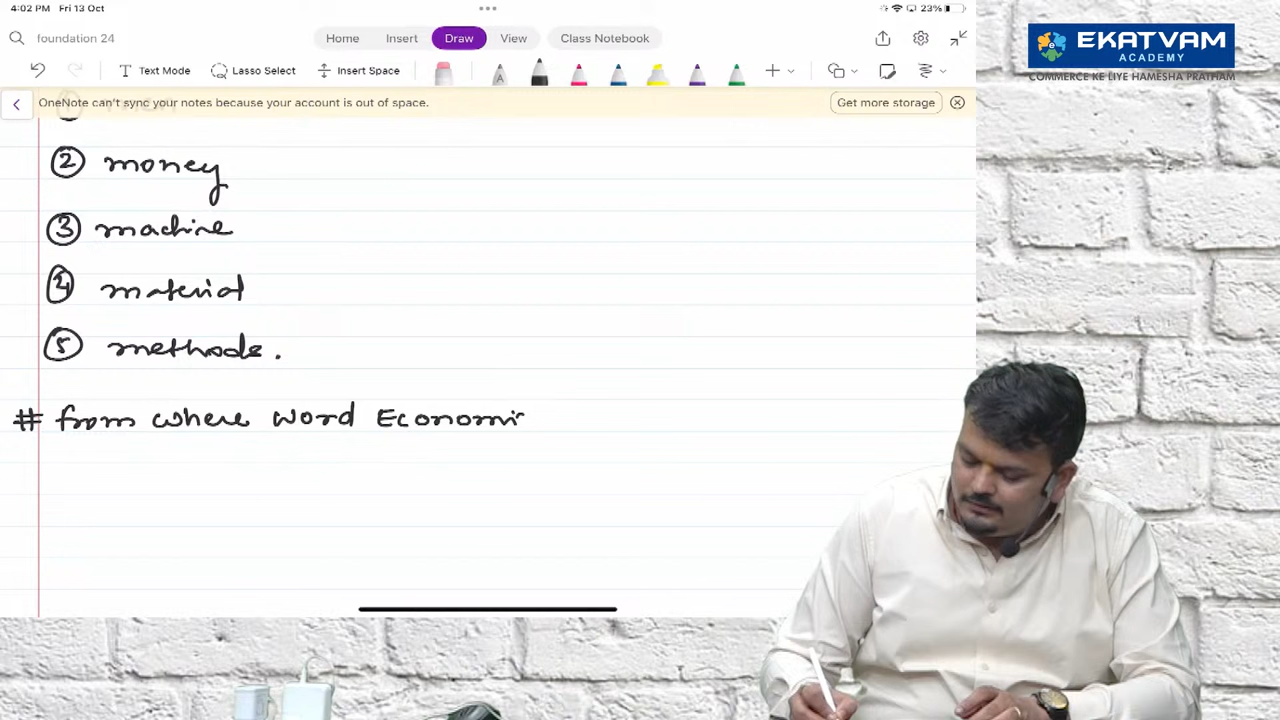 4:02 PM Fri 13 Oct
23%
foundation 24
Home Insert Draw View Class Notebook
Text Mode Lasso Select Insert Space
OneNote can't sync your notes because your account is out of space.
Get more storage
② money
③ machine
④ material
⑤ methods.
# from where word Economi
EKATVAM
ACADEMY
COMMERCE KE LIYE HAMESHA PRATHAM